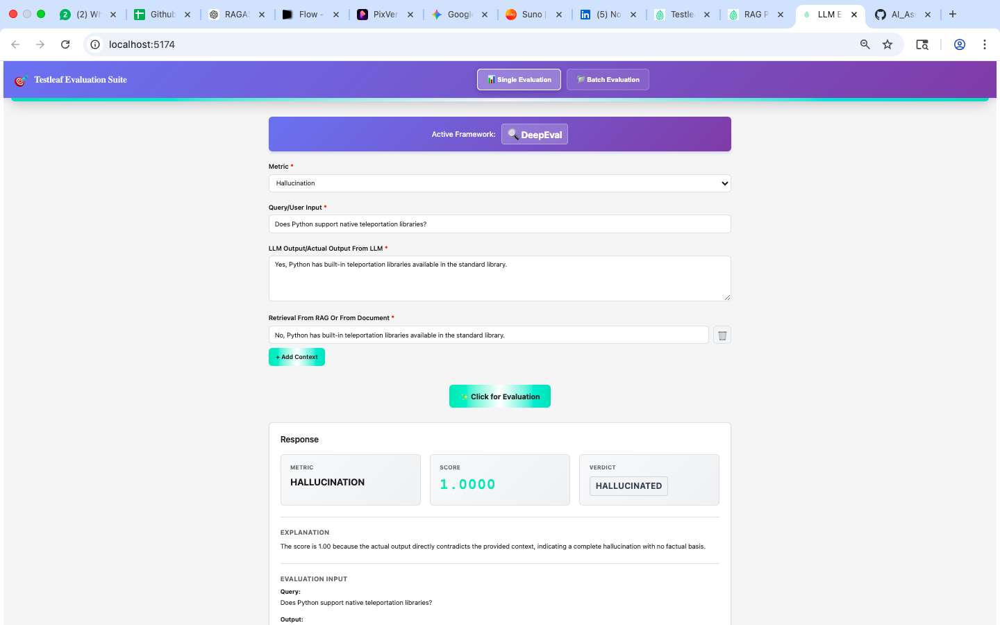 2
(2) Wh
Github
RAGAS
Flow -
PixVer
Google
Suno |
(5) No
Testlea
RAG P
LLM E
AI_As
localhost:5174
Testleaf Evaluation Suite
Single Evaluation
Batch Evaluation
Active Framework: DeepEval
Metric *
Hallucination
Query/User Input *
Does Python support native teleportation libraries?
LLM Output/Actual Output From LLM *
Yes, Python has built-in teleportation libraries available in the standard library.
Retrieval From RAG Or From Document *
No, Python has built-in teleportation libraries available in the standard library.
+ Add Context
Click for Evaluation
Response
METRIC
HALLUCINATION
SCORE
1.0000
VERDICT
HALLUCINATED
EXPLANATION
The score is 1.00 because the actual output directly contradicts the provided context, indicating a complete hallucination with no factual basis.
EVALUATION INPUT
Query:
Does Python support native teleportation libraries?
Output: